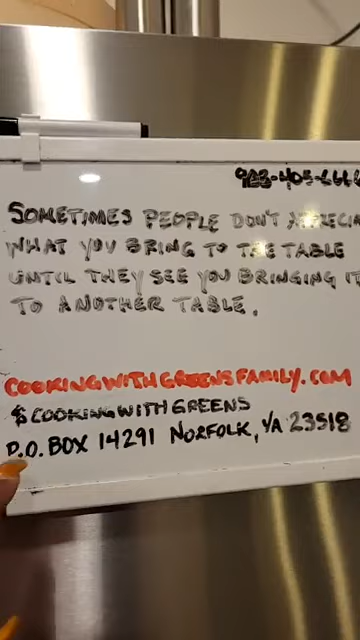 SOMETIMES PEOPLE DON'T APPRECIA
WHAT YOU BRING TO THE TABLE
UNTIL THEY SEE YOU BRINGING IT
TO ANOTHER TABLE.
COOKINGWITHGREENSFAMILY.COM
$COOKINGWITHGREENS
P.O. BOX 14291 NORFOLK, VA 23518